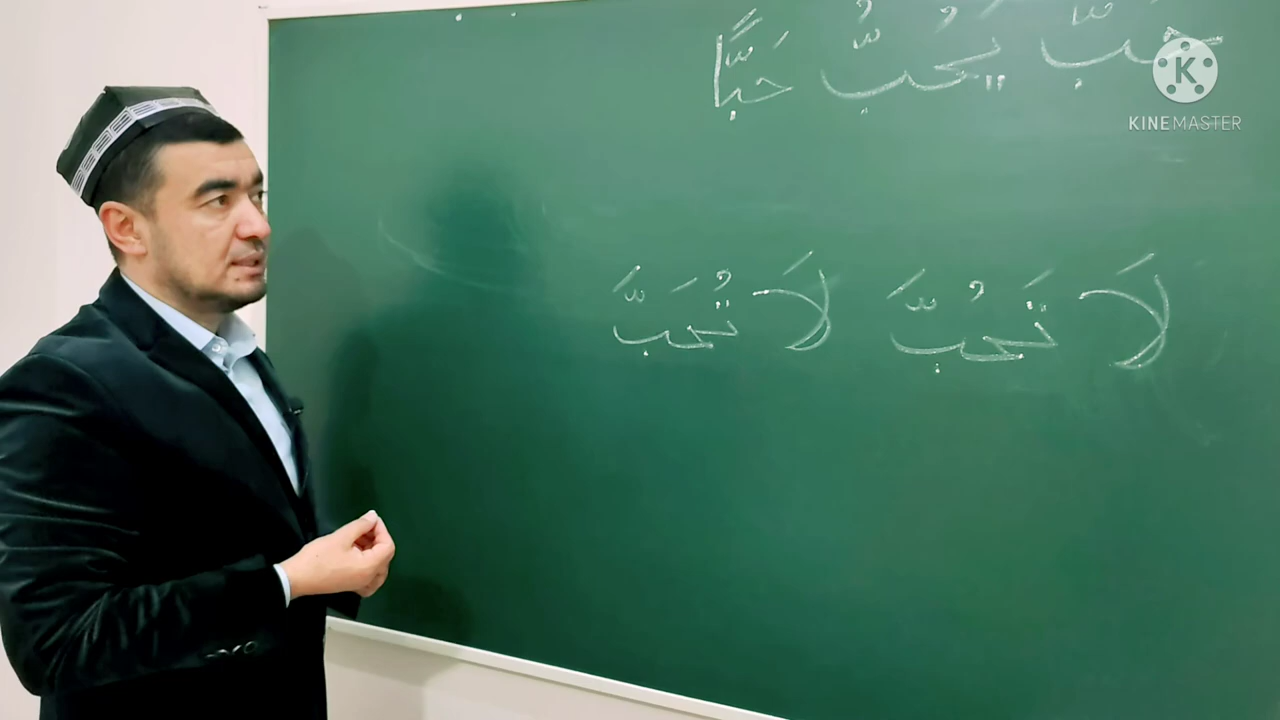 حَبَّ يَحُبُّ حَبًّا
KINEMASTER
لَا تَحُبَّ لَا تُحَبَّ